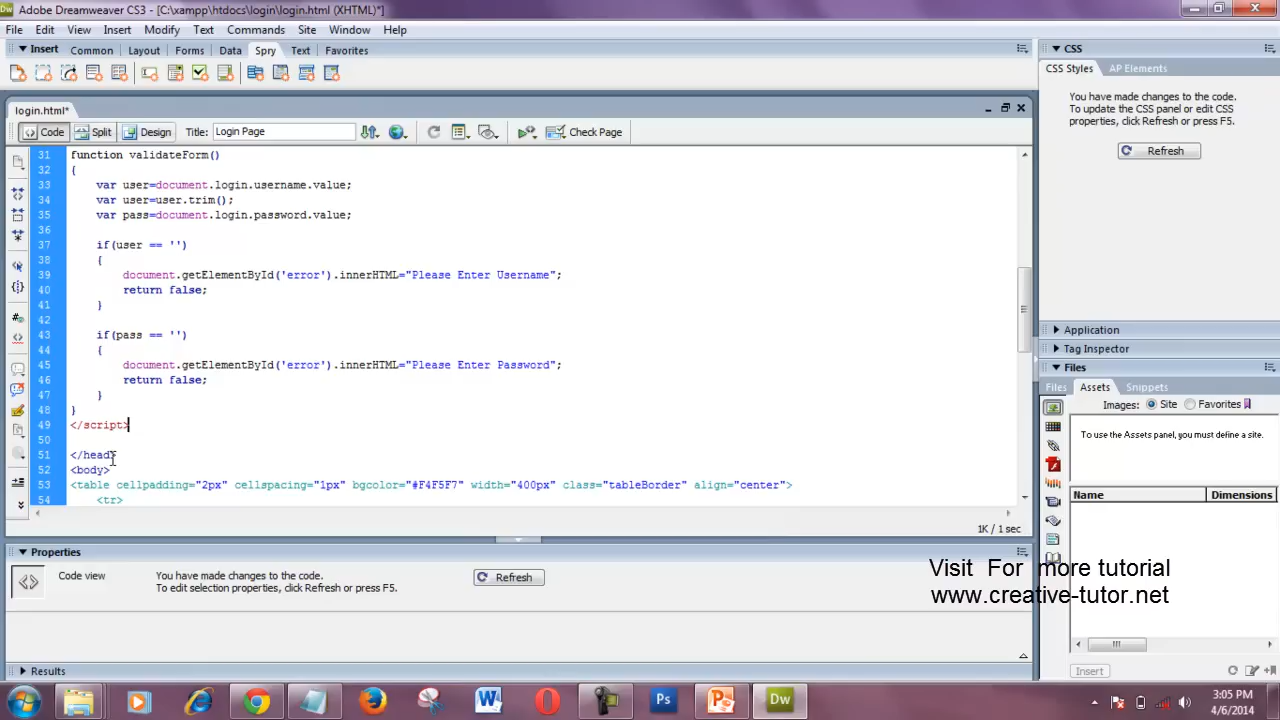 Dw Adobe Dreamweaver CS3 - [C:\xampp\htdocs\login\login.html (XHTML)*]
File Edit View Insert Modify Text Commands Site Window Help
Insert Common Layout Forms Data Spry Text Favorites
login.html*
Code Split Design Title: Login Page Check Page
31 function validateForm()
32 {
33 var user=document.login.username.value;
34 var user=user.trim();
35 var pass=document.login.password.value;
36
37 if(user == '')
38 {
39 document.getElementById('error').innerHTML="Please Enter Username";
40 return false;
41 }
42
43 if(pass == '')
44 {
45 document.getElementById('error').innerHTML="Please Enter Password";
46 return false;
47 }
48 }
49 </script>
50
51 </head>
52 <body>
53 <table cellpadding="2px" cellspacing="1px" bgcolor="#F4F5F7" width="400px" class="tableBorder" align="center">
54 <tr>
1K / 1 sec
Properties
Code view
You have made changes to the code.
To edit selection properties, click Refresh or press F5.
Refresh
Results
CSS
CSS Styles AP Elements
You have made changes to the code.
To update the CSS panel or edit CSS
properties, click Refresh or press F5.
Refresh
Application
Tag Inspector
Files
Files Assets Snippets
Images: Site Favorites
To use the Assets panel, you must define a site.
Name Dimensions
Insert
Visit For more tutorial
www.creative-tutor.net
W Ps P Dw
3:05 PM
4/6/2014